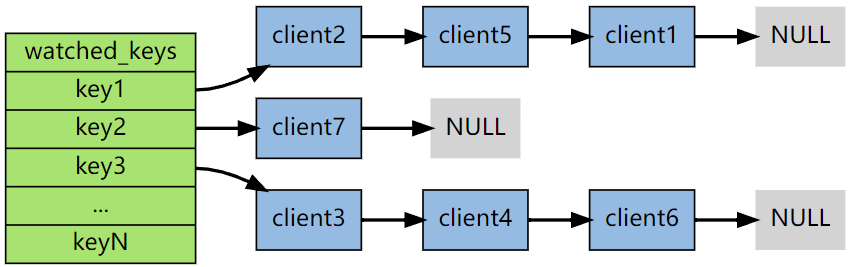 watched_keys
key1
key2
key3
...
keyN
client2
client5
client1
NULL
client7
NULL
client3
client4
client6
NULL